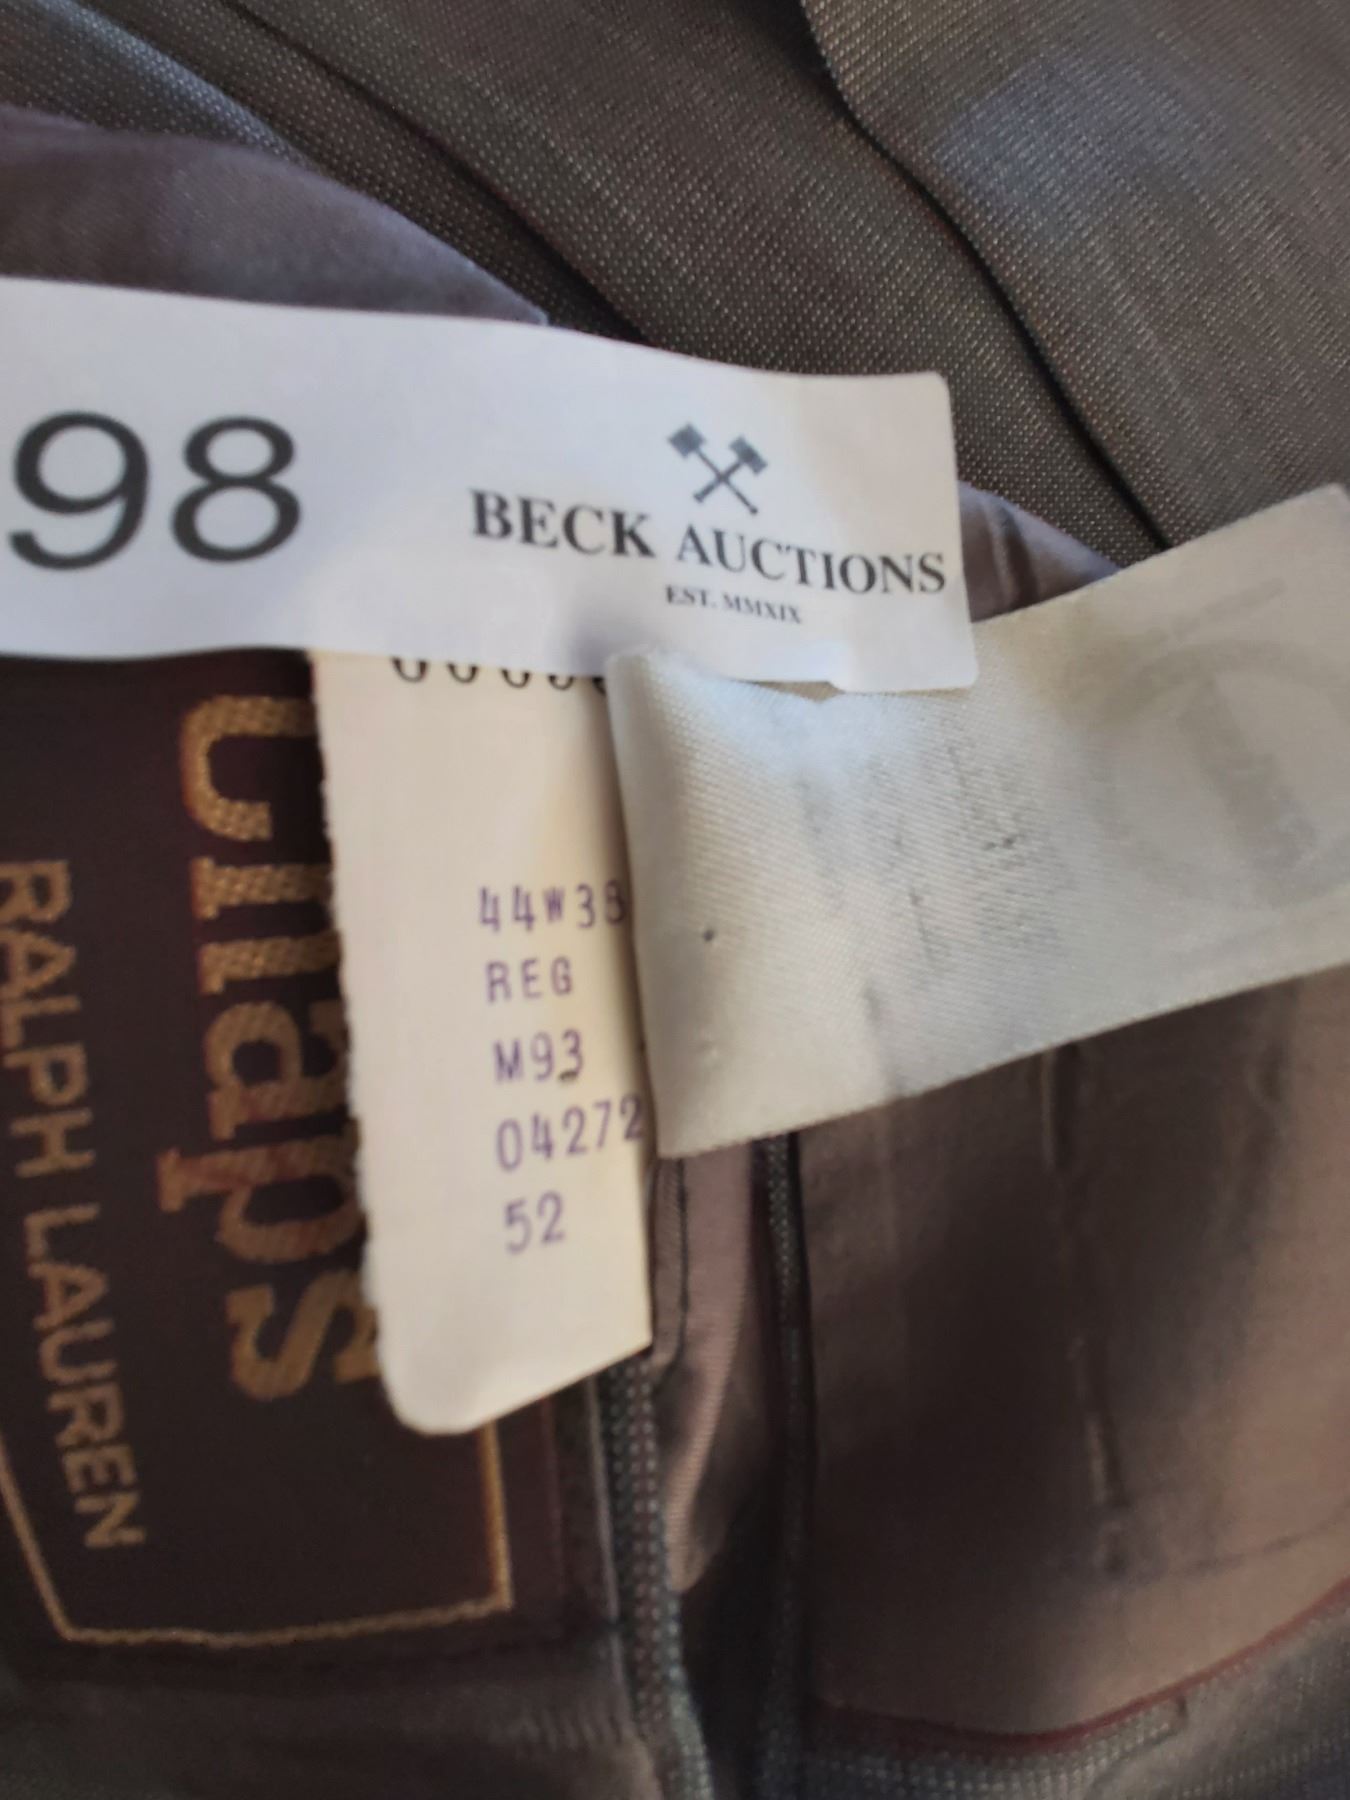 98
BECK AUCTIONS
EST. MMXIX
44W38
REG
M93
04272
52
Chaps
RALPH LAUREN